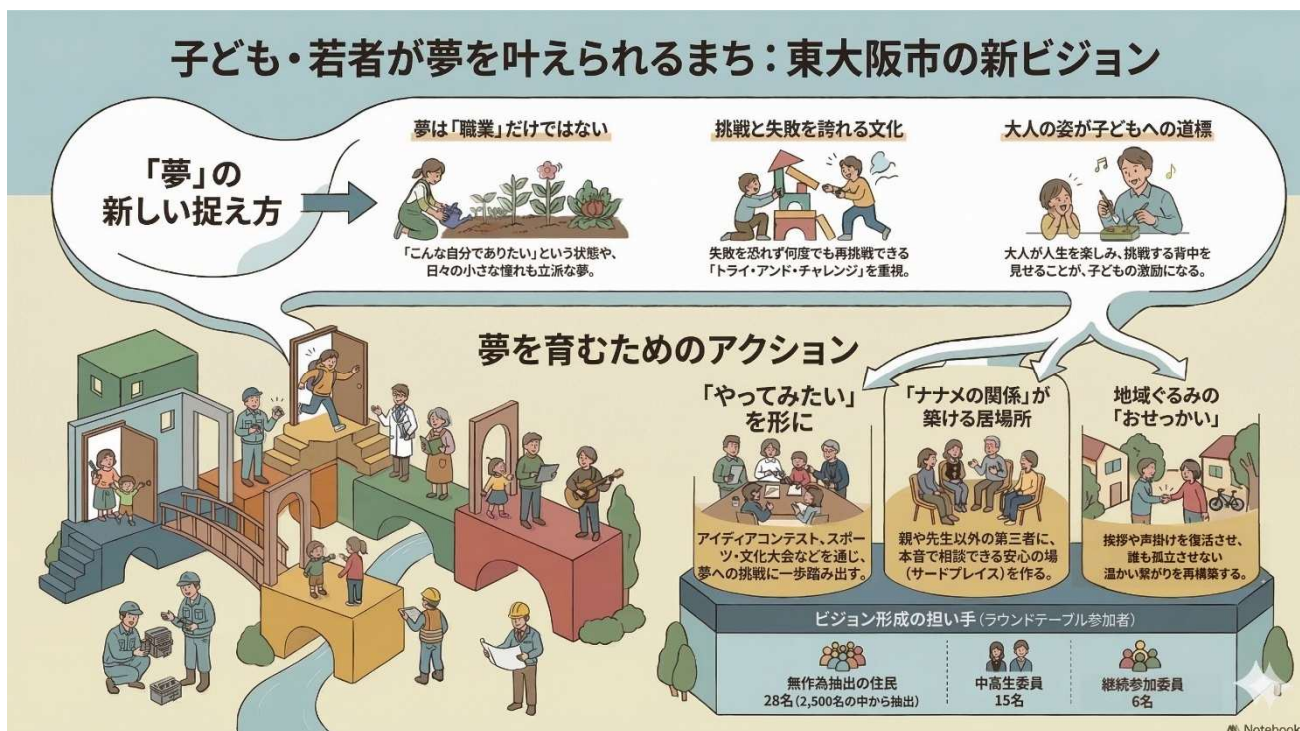 子ども・若者が夢を叶えられるまち：東大阪市の新ビジョン
「夢」の
新しい捉え方
夢は「職業」だけではない
「こんな自分でありたい」という状態や、
日々の小さな憧れも立派な夢。
挑戦と失敗を誇れる文化
失敗を恐れず何度でも再挑戦できる
「トライ・アンド・チャレンジ」を重視。
大人の姿が子どもへの道標
大人が人生を楽しみ、挑戦する背中を
見せることが、子どもの激励になる。
夢を育むためのアクション
「やってみたい」
を形に
アイディアコンテスト、スポー
ツ・文化大会などを通じ、
夢への挑戦に一歩踏み出す。
「ナナメの関係」が
築ける居場所
親や先生以外の第三者に、
本音で相談できる安心の場
（サードプレイス）を作る。
地域ぐるみの
「おせっかい」
挨拶や声掛けを復活させ、
誰も孤立させない
温かい繋がりを再構築する。
ビジョン形成の担い手（ラウンドテーブル参加者）
無作為抽出の住民
28名（2,500名の中から抽出）
中高生委員
15名
継続参加委員
6名
Notebook